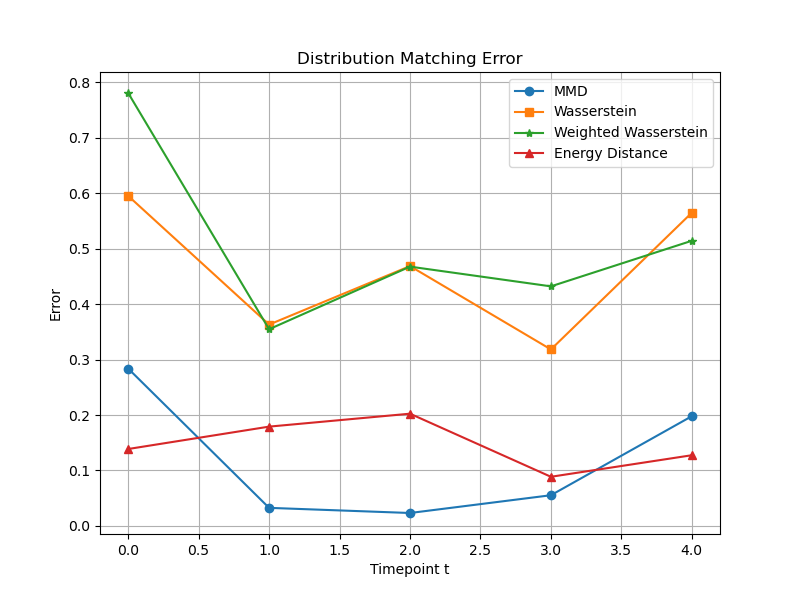 Distribution Matching Error
MMD
Wasserstein
Weighted Wasserstein
Energy Distance
0.8
0.7
0.6
0.5
0.4
0.3
0.2
0.1
0.0
Error
0.0 0.5 1.0 1.5 2.0 2.5 3.0 3.5 4.0
Timepoint t